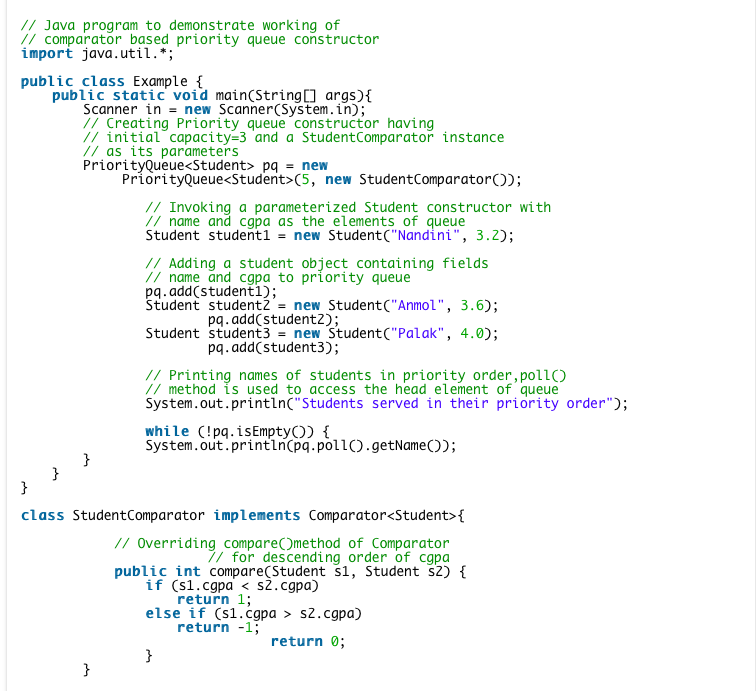 // Java program to demonstrate working of
// comparator based priority queue constructor
import java.util.*;
public class Example {
public static void main(String[] args){
Scanner in = new Scanner(System.in);
// Creating Priority queue constructor having
// initial capacity=3 and a StudentComparator instance
// as its parameters
PriorityQueue<Student> pq = new
PriorityQueue<Student>(5, new StudentComparator());
// Invoking a parameterized Student constructor with
// name and cgpa as the elements of queue
Student student1 = new Student("Nandini", 3.2);
// Adding a student object containing fields
// name and cgpa to priority queue
pq.add(student1);
Student student2 = new Student("Anmol", 3.6);
pq.add(student2);
Student student3 = new Student("Palak", 4.0);
pq.add(student3);
// Printing names of students in priority order,poll()
// method is used to access the head element of queue
System.out.println("Students served in their priority order");
while (!pq.isEmpty()) {
System.out.println(pq.poll().getName());
}
}
}
class StudentComparator implements Comparator<Student>{
// Overriding compare()method of Comparator
// for descending order of cgpa
public int compare(Student s1, Student s2) {
if (s1.cgpa < s2.cgpa)
return 1;
else if (s1.cgpa > s2.cgpa)
return -1;
return 0;
}
}